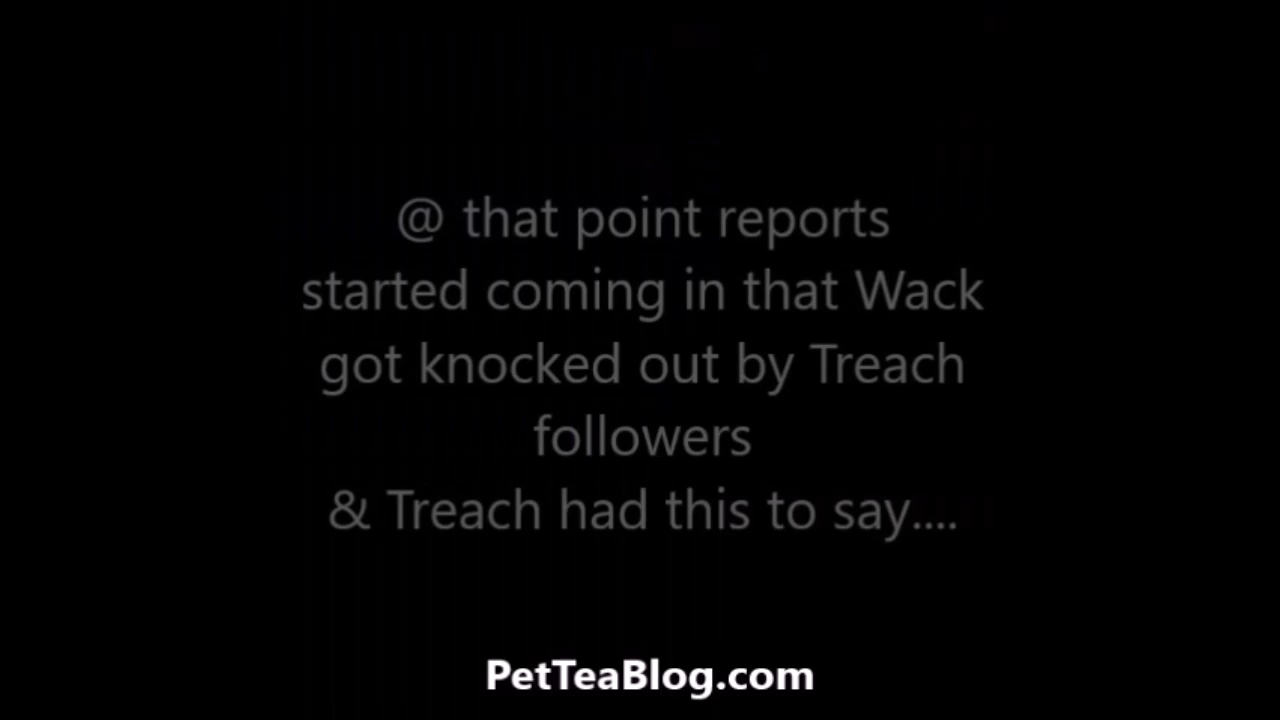 @ that point reports
started coming in that Wack
got knocked out by Treach
followers
& Treach had this to say....
PetTeaBlog.com